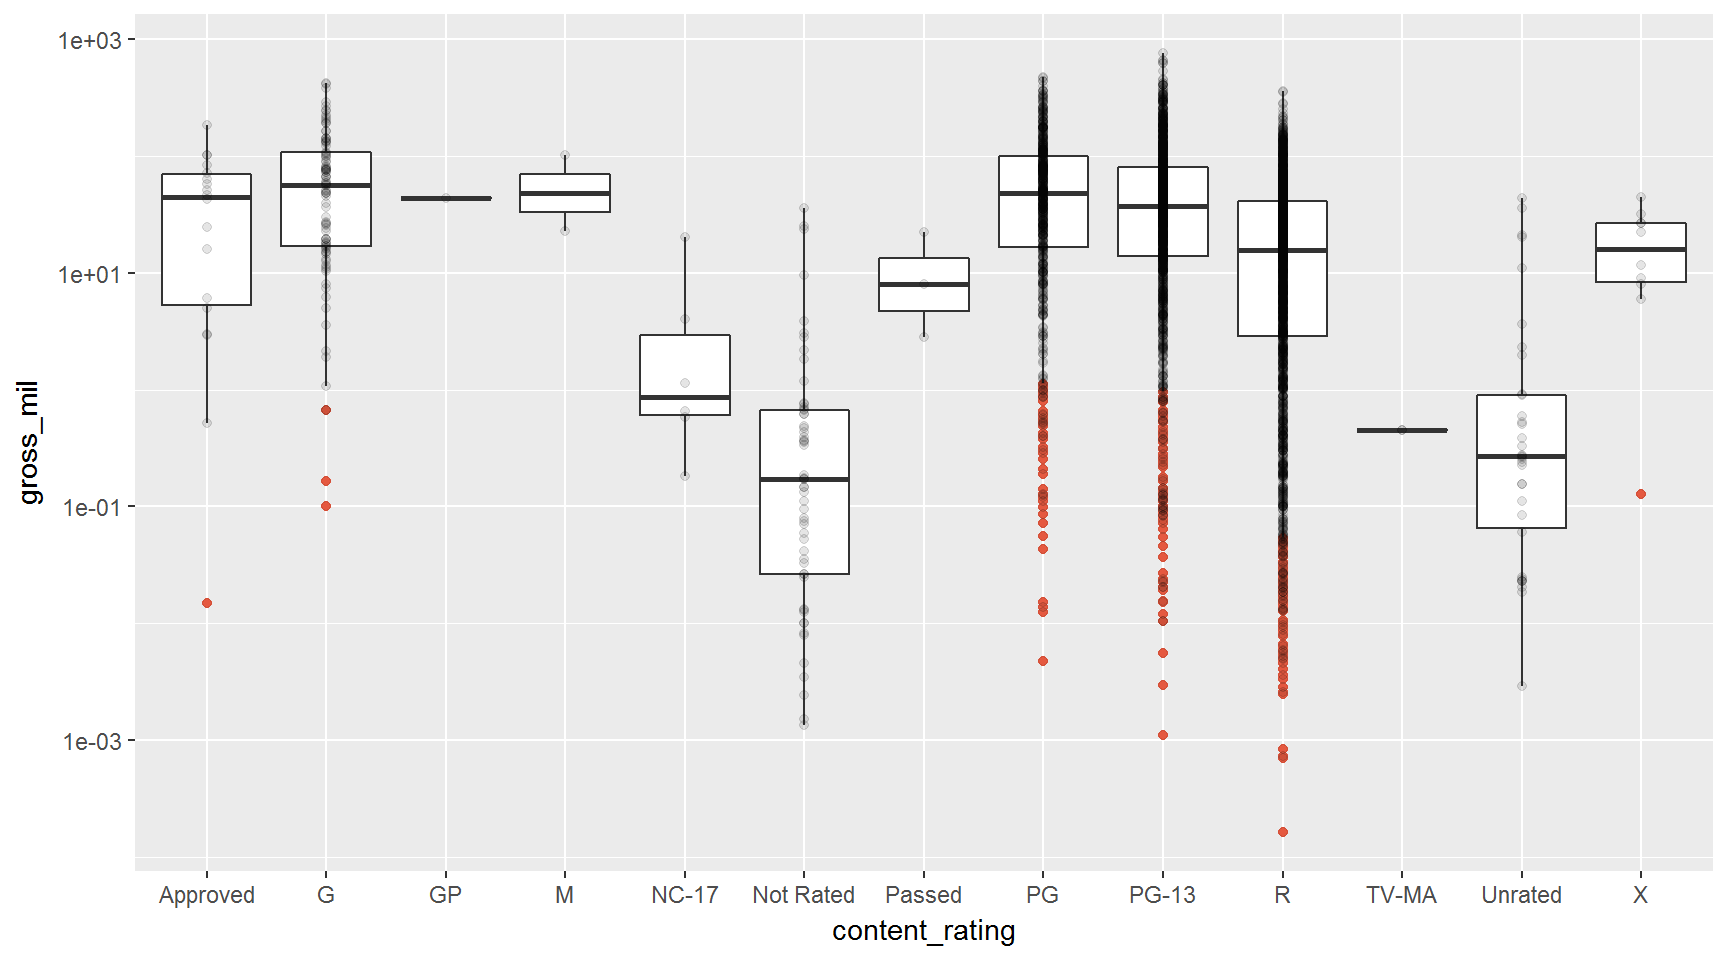 1e+03
1e+01
1e-01
1e-03
gross_mil
Approved G GP M NC-17 Not Rated Passed PG PG-13 R TV-MA Unrated X
content_rating